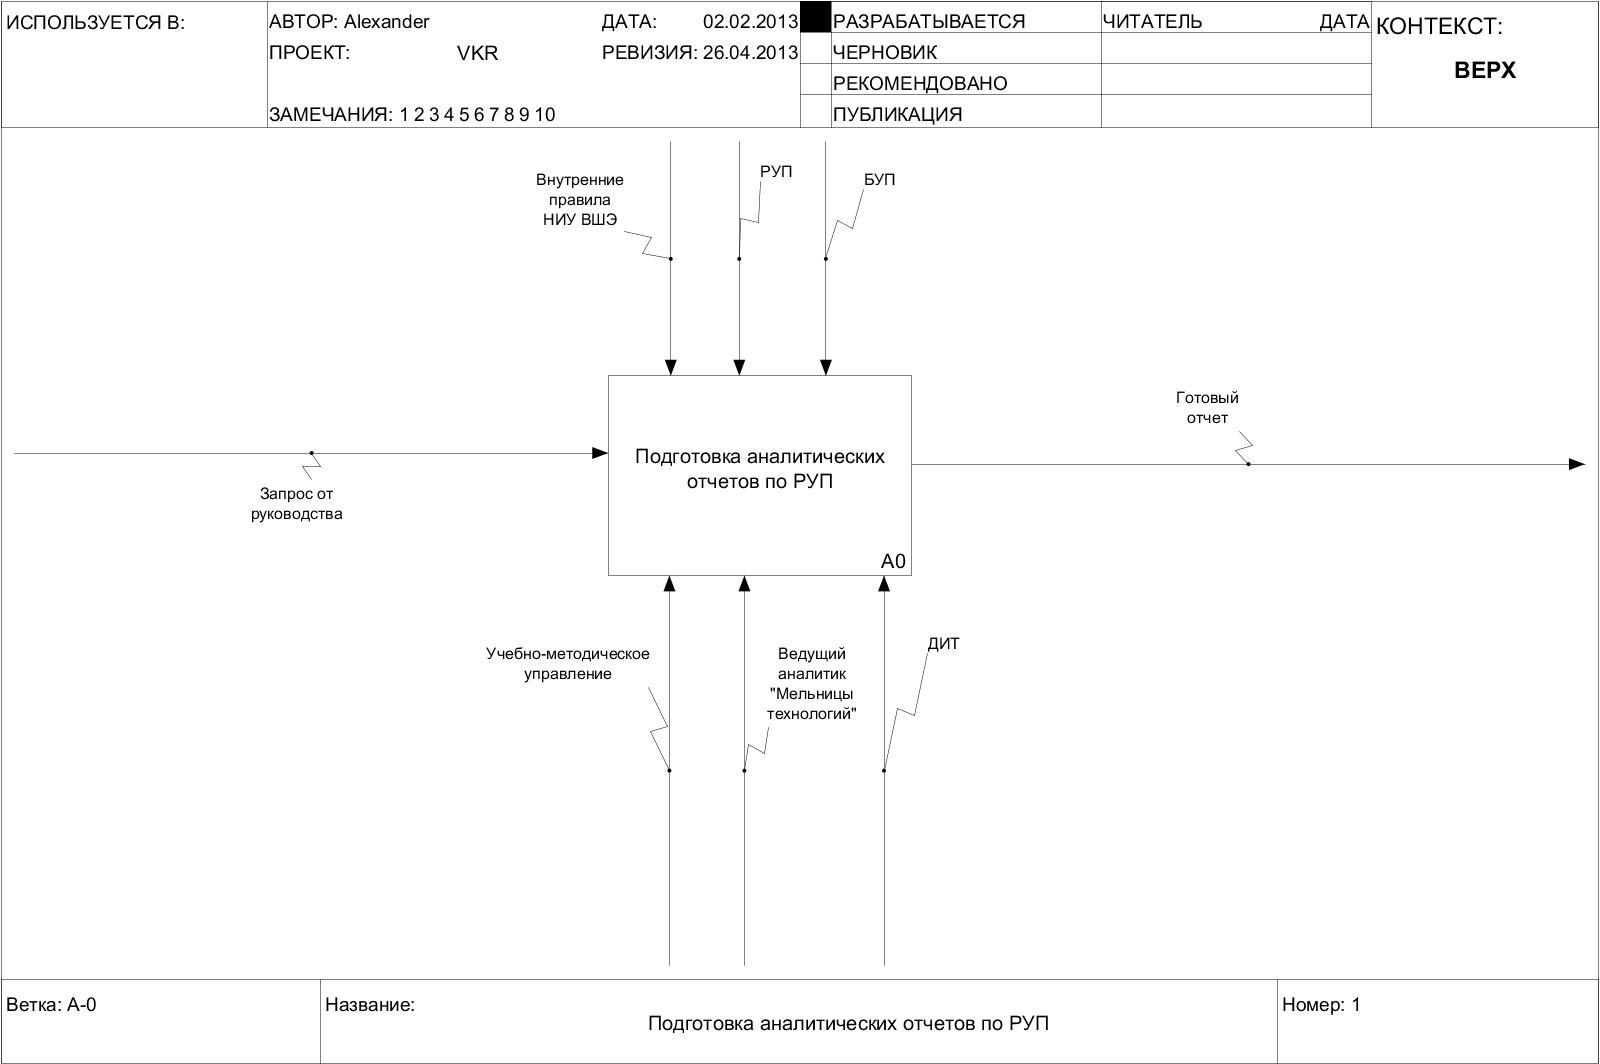 ИСПОЛЬЗУЕТСЯ В:
АВТОР: Alexander
ДАТА: 02.02.2013
ПРОЕКТ: VKR
РЕВИЗИЯ: 26.04.2013
ЗАМЕЧАНИЯ: 1 2 3 4 5 6 7 8 9 10
РАЗРАБАТЫВАЕТСЯ
ЧЕРНОВИК
РЕКОМЕНДОВАНО
ПУБЛИКАЦИЯ
ЧИТАТЕЛЬ ДАТА
КОНТЕКСТ:
ВЕРХ
Внутренние
правила
НИУ ВШЭ
РУП
БУП
Запрос от
руководства
Подготовка аналитических
отчетов по РУП
A0
Готовый
отчет
Учебно-методическое
управление
Ведущий
аналитик
"Мельницы
технологий"
ДИТ
Ветка: A-0
Название:
Подготовка аналитических отчетов по РУП
Номер: 1